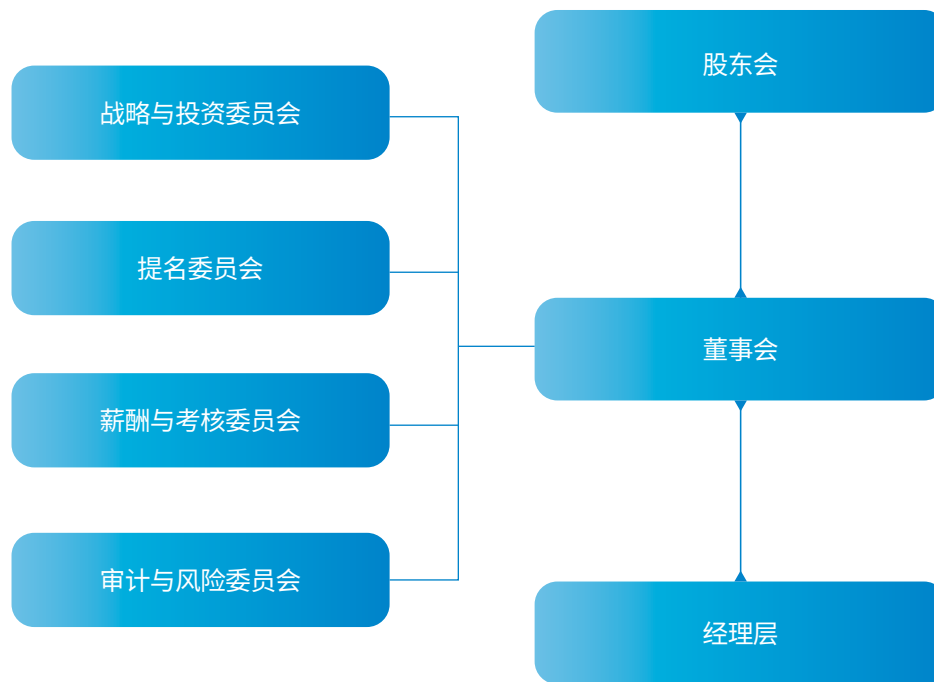 股东会
战略与投资委员会
提名委员会
董事会
薪酬与考核委员会
审计与风险委员会
经理层